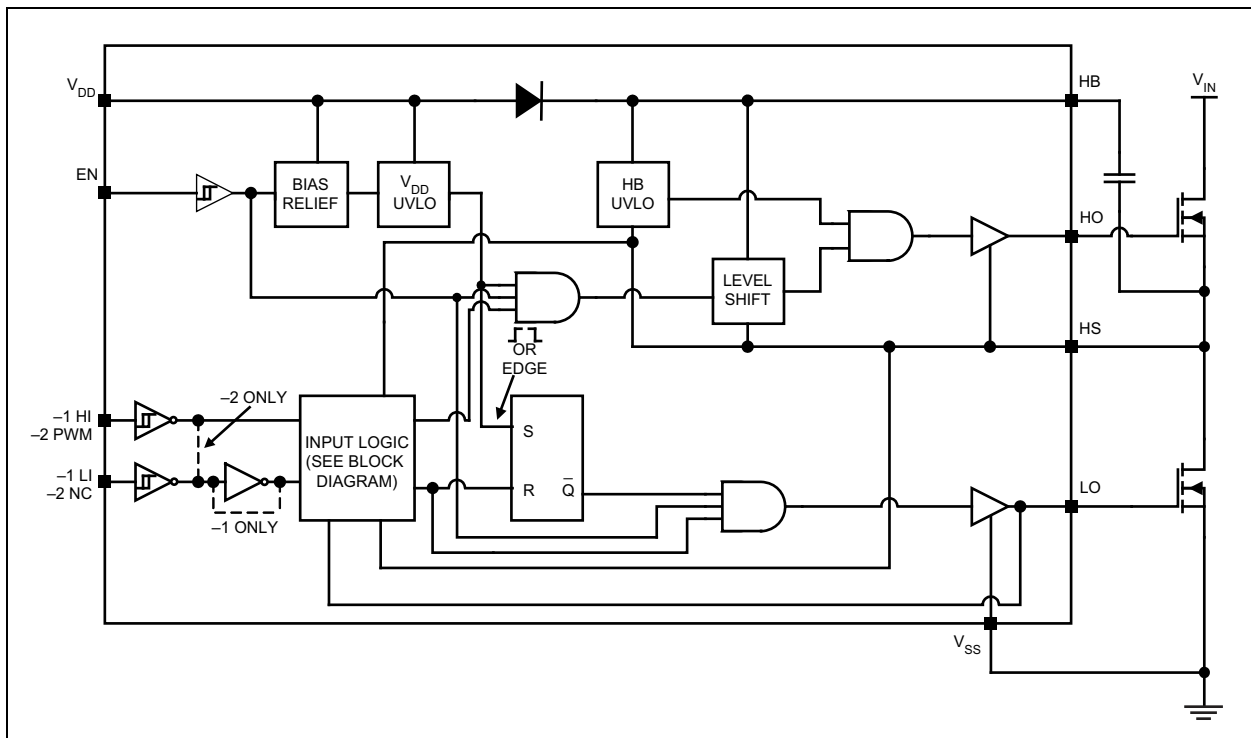 V_DD
HB
V_IN
EN
BIAS
RELIEF
V_DD
UVLO
HB
UVLO
HO
LEVEL
SHIFT
HS
OR
EDGE
–2 ONLY
–1 HI
–2 PWM
INPUT LOGIC
(SEE BLOCK
DIAGRAM)
S
–1 LI
–2 NC
R
Q̅
LO
–1 ONLY
V_SS